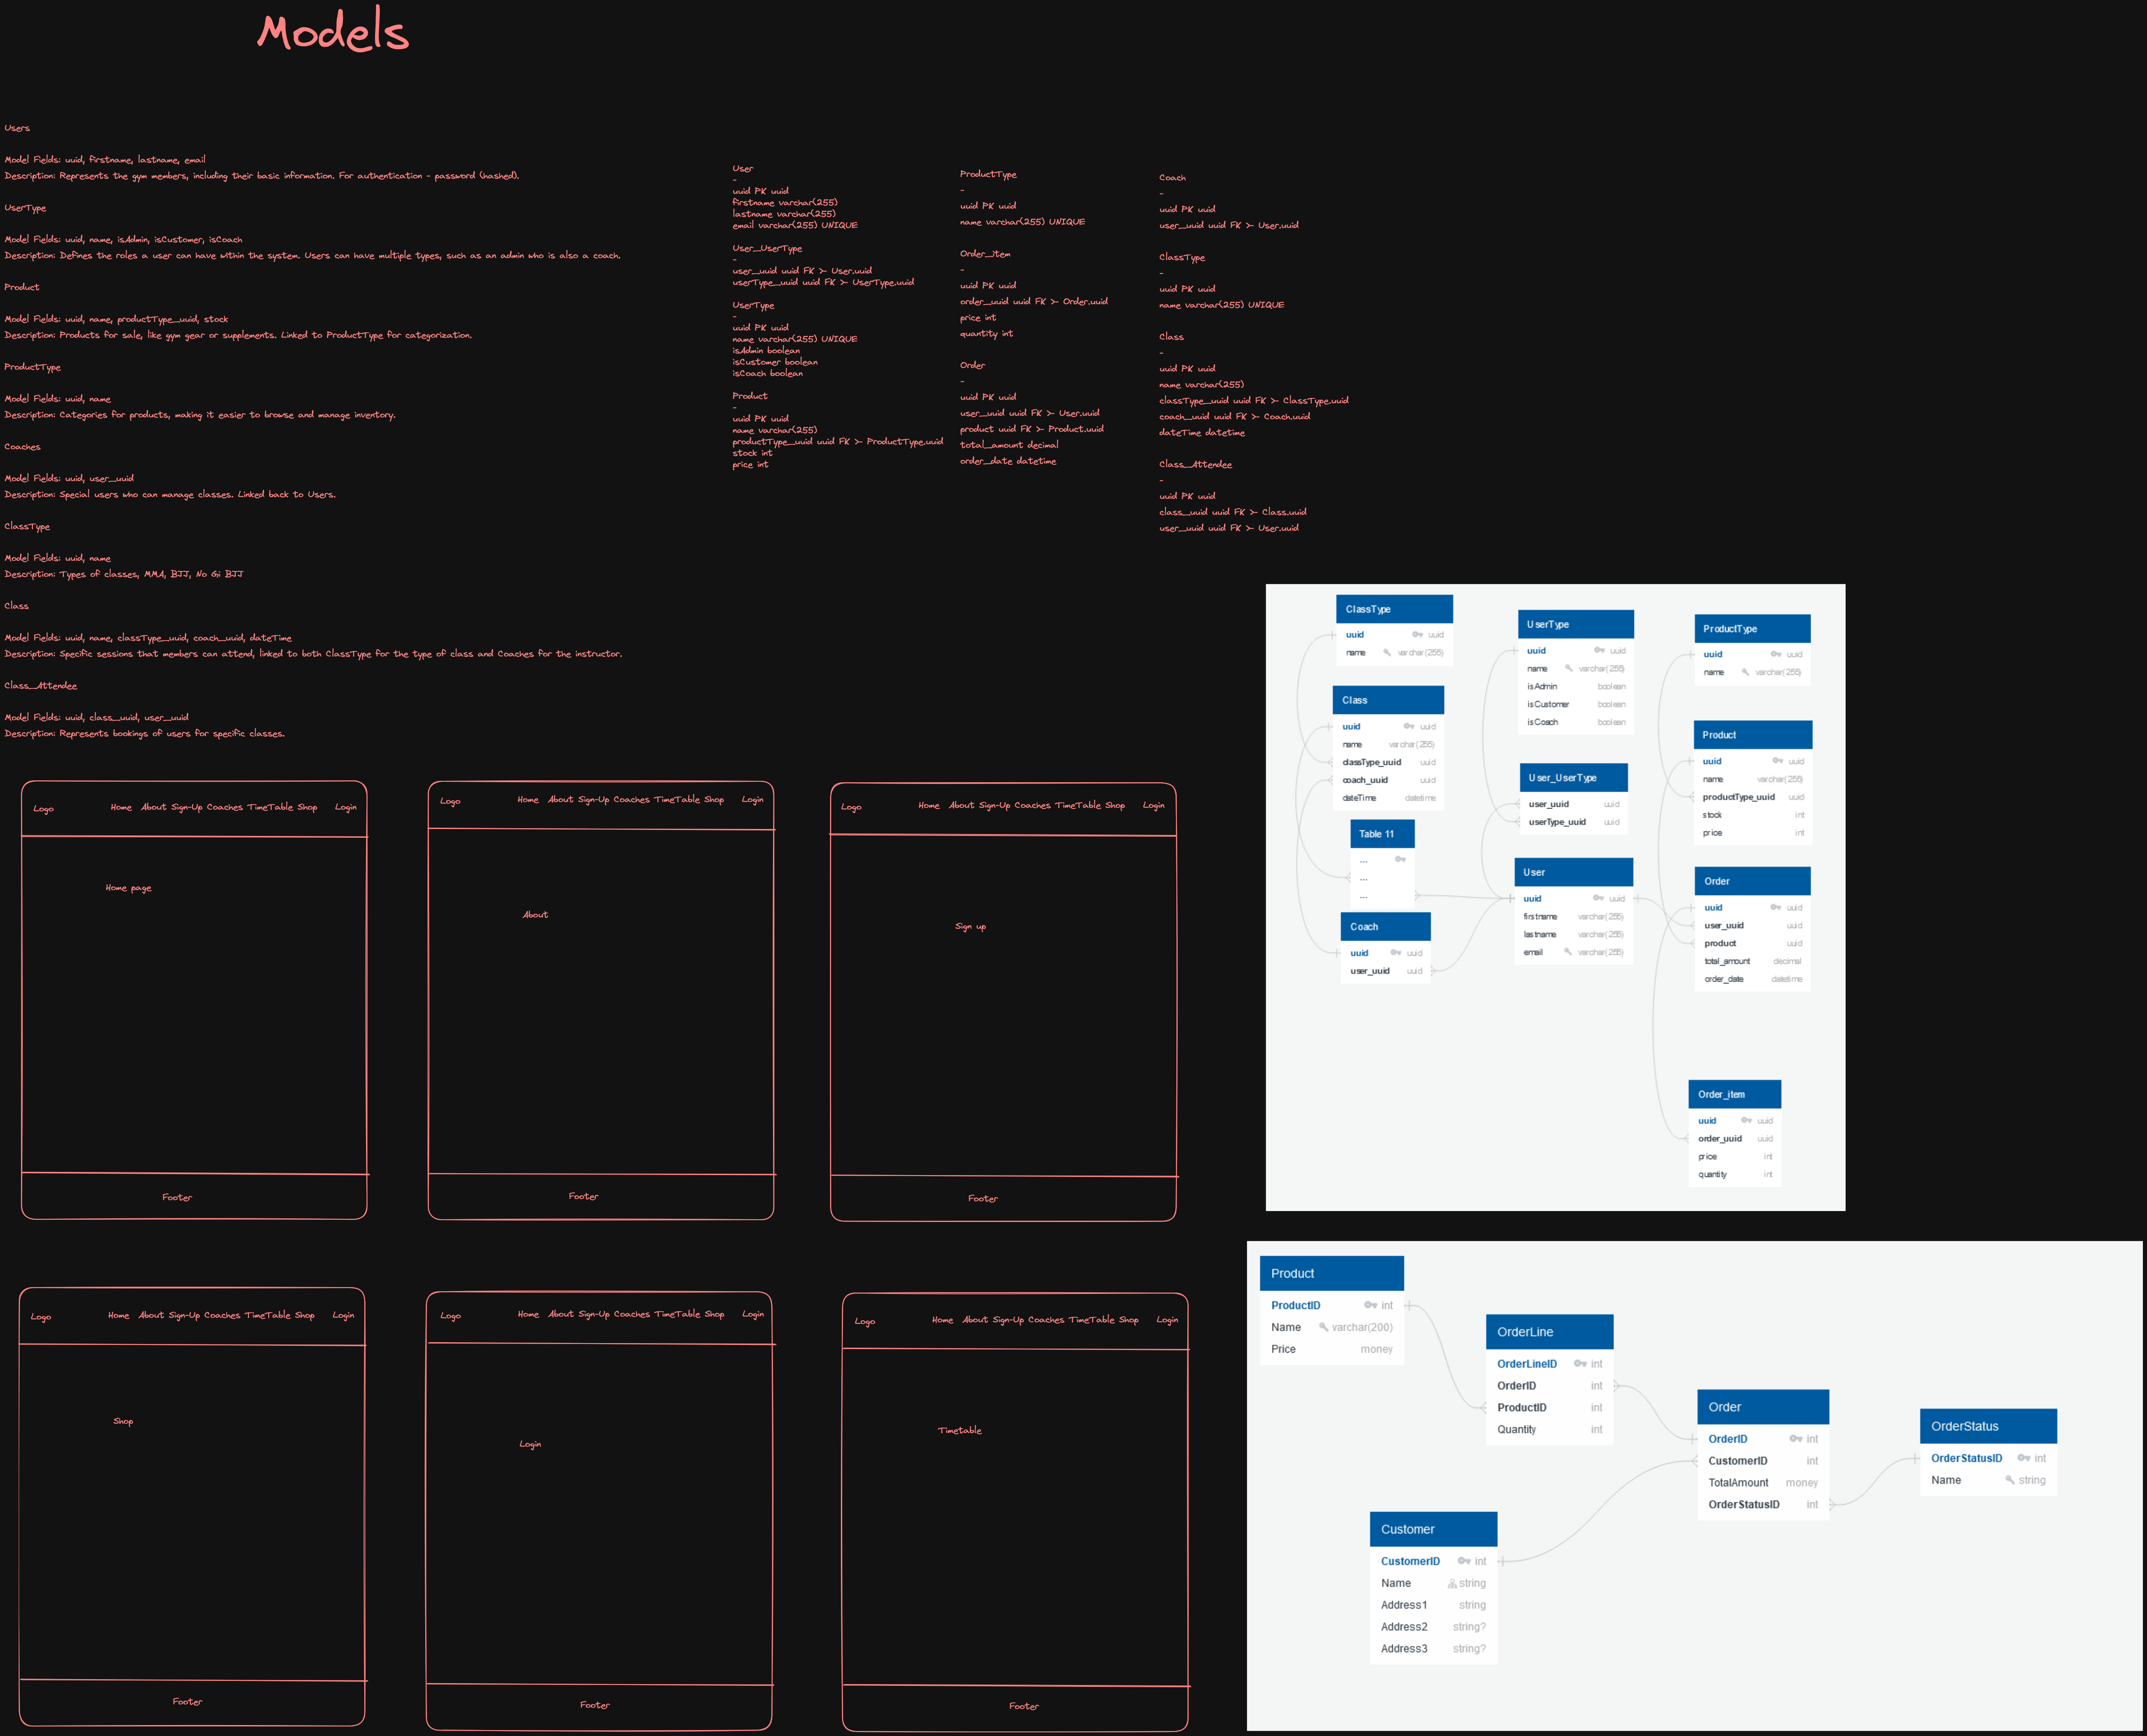 Models
Users
Model Fields: uuid, firstname, lastname, email
Description: Represents the gym members, including their basic information. For authentication - password (hashed).
UserType
Model Fields: uuid, name, isAdmin, isCustomer, isCoach
Description: Defines the roles a user can have within the system. Users can have multiple types, such as an admin who is also a coach.
Product
Model Fields: uuid, name, productType_uuid, stock
Description: Products for sale, like gym gear or supplements. Linked to ProductType for categorization.
ProductType
Model Fields: uuid, name
Description: Categories for products, making it easier to browse and manage inventory.
Coaches
Model Fields: uuid, user_uuid
Description: Special users who can manage classes. Linked back to Users.
ClassType
Model Fields: uuid, name
Description: Types of classes, MMA, BJJ, No Gi BJJ
Class
Model Fields: uuid, name, classType_uuid, coach_uuid, dateTime
Description: Specific sessions that members can attend, linked to both ClassType for the type of class and Coaches for the instructor.
Class_Attendee
Model Fields: uuid, class_uuid, user_uuid
Description: Represents bookings of users for specific classes.
User
-
uuid PK uuid
firstname varchar(255)
lastname varchar(255)
email varchar(255) UNIQUE
User_UserType
-
user_uuid uuid FK >- User.uuid
userType_uuid uuid FK >- UserType.uuid
UserType
-
uuid PK uuid
name varchar(255) UNIQUE
isAdmin boolean
isCustomer boolean
isCoach boolean
Product
-
uuid PK uuid
name varchar(255)
productType_uuid uuid FK >- ProductType.uuid
stock int
price int
ProductType
-
uuid PK uuid
name varchar(255) UNIQUE
Order_item
-
uuid PK uuid
order_uuid uuid FK >- Order.uuid
price int
quantity int
Order
-
uuid PK uuid
user_uuid uuid FK >- User.uuid
product uuid FK >- Product.uuid
total_amount decimal
order_date datetime
Coach
-
uuid PK uuid
user_uuid uuid FK >- User.uuid
ClassType
-
uuid PK uuid
name varchar(255) UNIQUE
Class
-
uuid PK uuid
name varchar(255)
classType_uuid uuid FK >- ClassType.uuid
coach_uuid uuid FK >- Coach.uuid
dateTime datetime
Class_Attendee
-
uuid PK uuid
class_uuid uuid FK >- Class.uuid
user_uuid uuid FK >- User.uuid
ClassType
uuid uuid
name varchar(255)
Class
uuid uuid
name varchar(255)
classType_uuid uuid
coach_uuid uuid
dateTime datetime
Table 11
...
...
...
Coach
uuid uuid
user_uuid uuid
UserType
uuid uuid
name varchar(255)
isAdmin boolean
isCustomer boolean
isCoach boolean
User_UserType
user_uuid uuid
userType_uuid uuid
User
uuid uuid
firstname varchar(255)
lastname varchar(255)
email varchar(255)
ProductType
uuid uuid
name varchar(255)
Product
uuid uuid
name varchar(255)
productType_uuid uuid
stock int
price int
Order
uuid uuid
user_uuid uuid
product uuid
total_amount decimal
order_date datetime
Order_item
uuid uuid
order_uuid uuid
price int
quantity int
Logo Home About Sign-Up Coaches TimeTable Shop Login
Home page
Footer
Logo Home About Sign-Up Coaches TimeTable Shop Login
About
Footer
Logo Home About Sign-Up Coaches TimeTable Shop Login
Sign up
Footer
Logo Home About Sign-Up Coaches TimeTable Shop Login
Shop
Footer
Logo Home About Sign-Up Coaches TimeTable Shop Login
Login
Footer
Logo Home About Sign-Up Coaches TimeTable Shop Login
Timetable
Footer
Product
ProductID int
Name varchar(200)
Price money
OrderLine
OrderLineID int
OrderID int
ProductID int
Quantity int
Order
OrderID int
CustomerID int
TotalAmount money
OrderStatusID int
OrderStatus
OrderStatusID int
Name string
Customer
CustomerID int
Name string
Address1 string
Address2 string?
Address3 string?